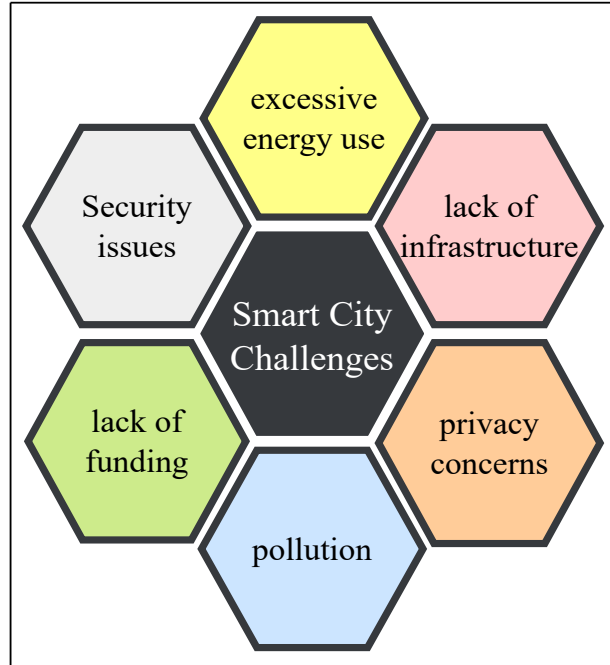 excessive
energy use
Security
issues
lack of
infrastructure
Smart City
Challenges
lack of
funding
privacy
concerns
pollution